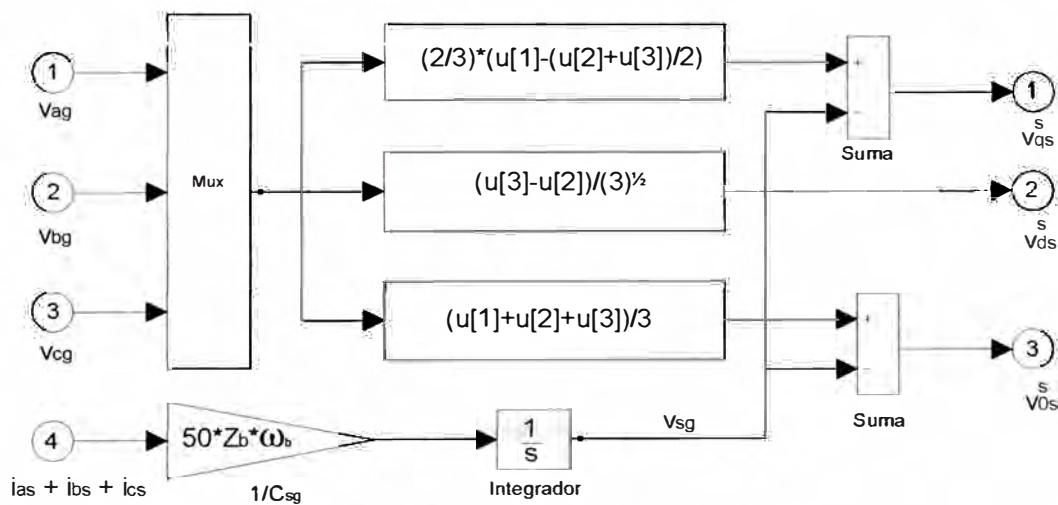 1
Vag
2
Vbg
3
Vcg
4
ias + ibs + ics
Mux
(2/3)*(u[1]-(u[2]+u[3])/2)
(u[3]-u[2])/(3)½
(u[1]+u[2]+u[3])/3
50*Zb*ωb
1/Csg
1
s
Integrador
Vsg
+
-
Suma
+
-
Suma
1
s
Vqs
2
s
Vds
3
s
V0s